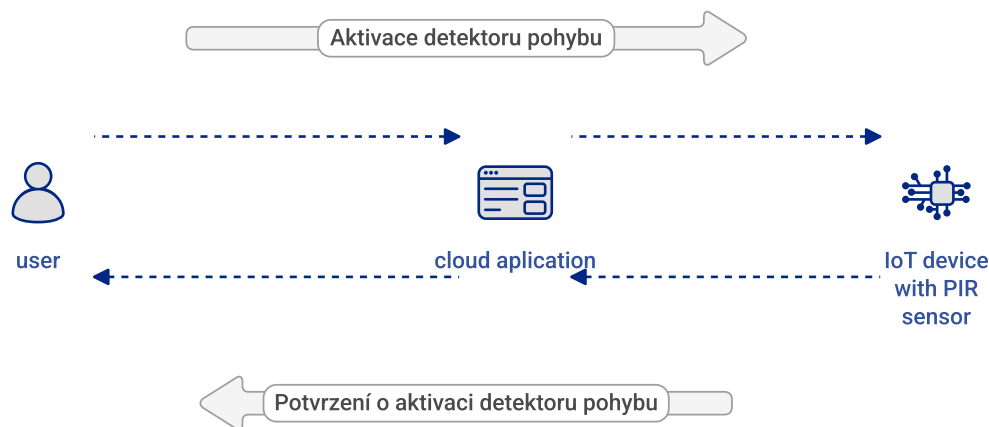 Aktivace detektoru pohybu
user
cloud aplication
IoT device
with PIR
sensor
Potvrzení o aktivaci detektoru pohybu